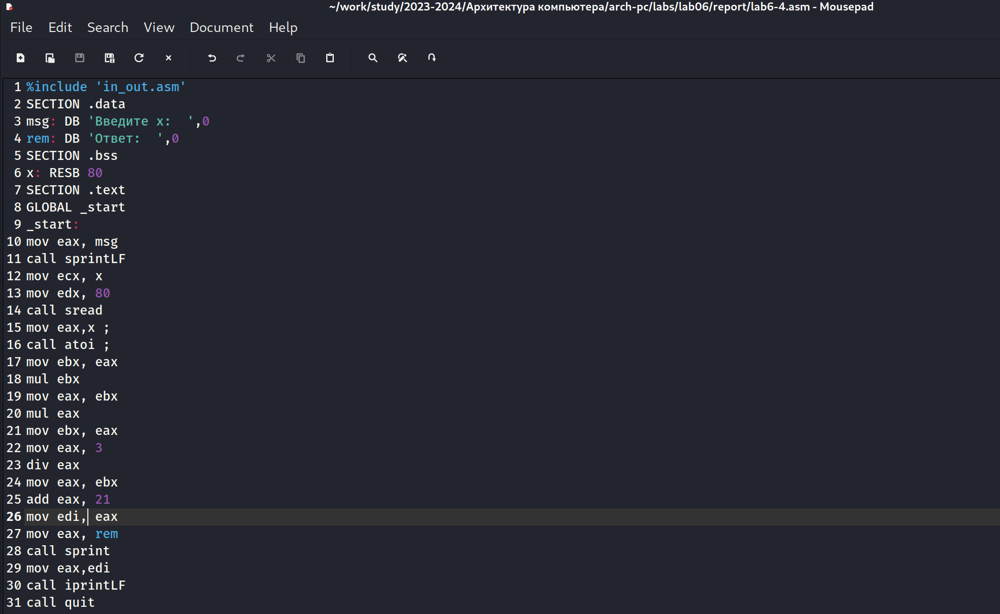 ~/work/study/2023-2024/Архитектура компьютера/arch-pc/labs/lab06/report/lab6-4.asm - Mousepad
File Edit Search View Document Help
1 %include 'in_out.asm'
2 SECTION .data
3 msg: DB 'Введите x:  ',0
4 rem: DB 'Ответ:  ',0
5 SECTION .bss
6 x: RESB 80
7 SECTION .text
8 GLOBAL _start
9 _start:
10 mov eax, msg
11 call sprintLF
12 mov ecx, x
13 mov edx, 80
14 call sread
15 mov eax,x ;
16 call atoi ;
17 mov ebx, eax
18 mul ebx
19 mov eax, ebx
20 mul eax
21 mov ebx, eax
22 mov eax, 3
23 div eax
24 mov eax, ebx
25 add eax, 21
26 mov edi, eax
27 mov eax, rem
28 call sprint
29 mov eax,edi
30 call iprintLF
31 call quit